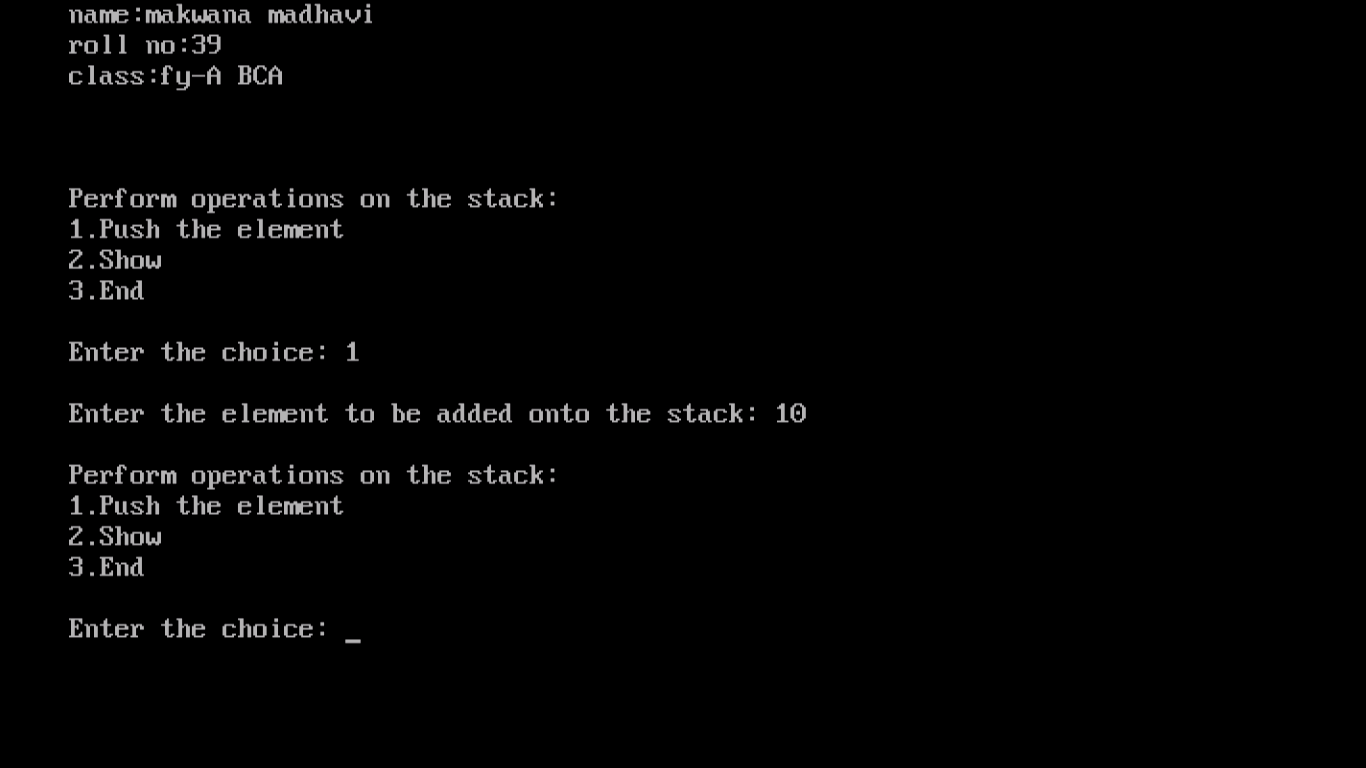 name:makwana madhavi
roll no:39
class:fy-A BCA
Perform operations on the stack:
1.Push the element
2.Show
3.End
Enter the choice: 1
Enter the element to be added onto the stack: 10
Perform operations on the stack:
1.Push the element
2.Show
3.End
Enter the choice: _